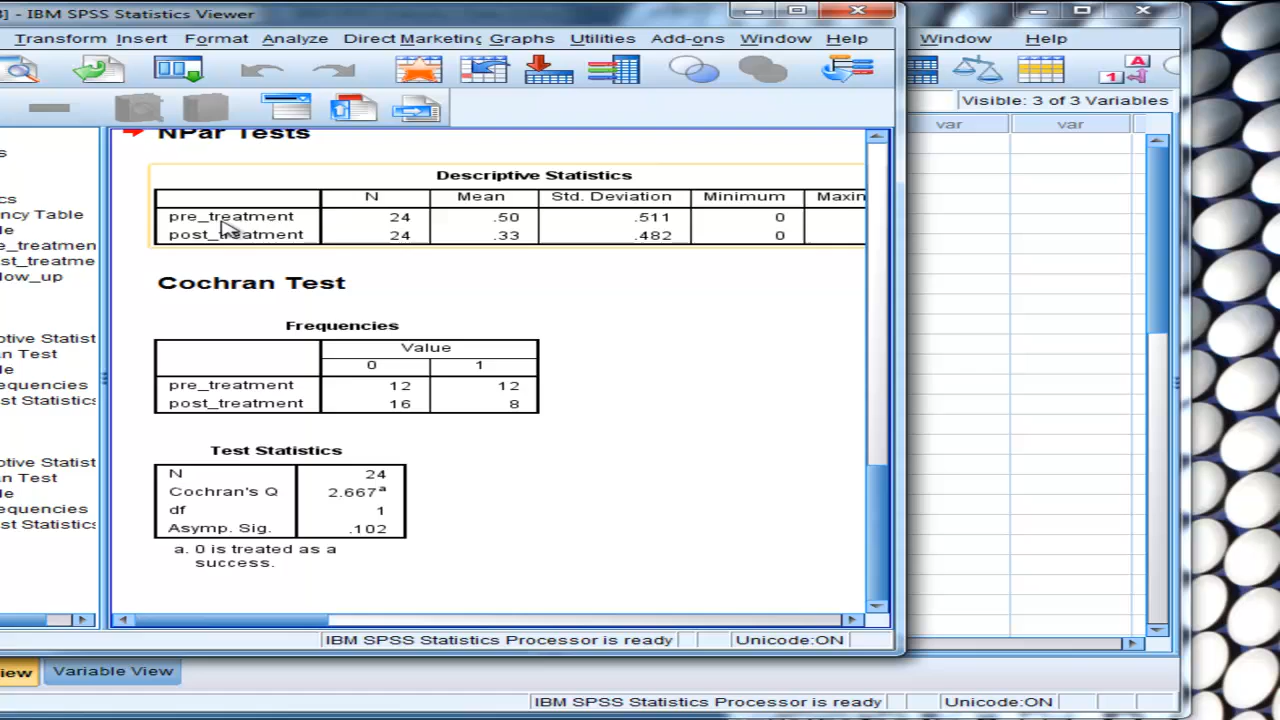 ] - IBM SPSS Statistics Viewer
Transform Insert Format Analyze Direct Marketing Graphs Utilities Add-ons Window Help
Window Help
Visible: 3 of 3 Variables
var var
NPar Tests
Descriptive Statistics
N Mean Std. Deviation Minimum Maxin
pre_treatment 24 .50 .511 0
post_treatment 24 .33 .482 0
Cochran Test
Frequencies
Value
0 1
pre_treatment 12 12
post_treatment 16 8
Test Statistics
N 24
Cochran's Q 2.667a
df 1
Asymp. Sig. .102
a. 0 is treated as a
success.
s
cs
ncy Table
le
e_treatmen
st_treatme
low_up
ptive Statist
n Test
equencies
st Statistics
ptive Statist
n Test
le
equencies
st Statistics
IBM SPSS Statistics Processor is ready Unicode:ON
iew Variable View
IBM SPSS Statistics Processor is ready Unicode:ON